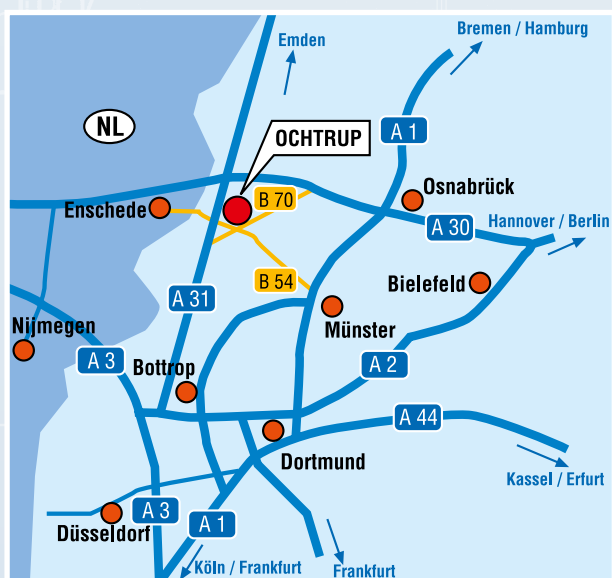 Bremen / Hamburg
Emden
NL
A 1
OCHTRUP
Osnabrück
B 70
Enschede
Hannover / Berlin
A 30
B 54
Bielefeld
A 31
Münster
Nijmegen
A 3
Bottrop
A 2
A 44
Dortmund
Kassel / Erfurt
A 3
A 1
Düsseldorf
Köln / Frankfurt
Frankfurt